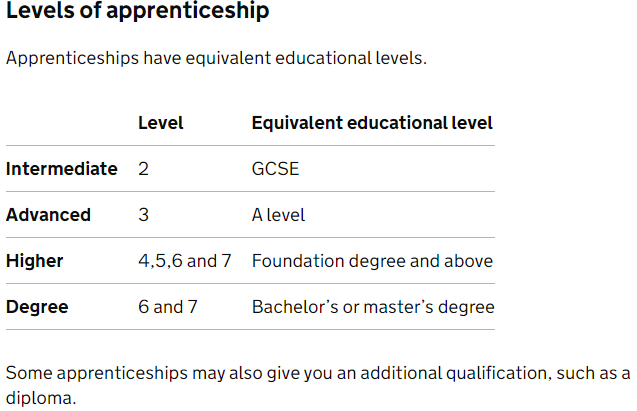 Levels of apprenticeship
Apprenticeships have equivalent educational levels.
Level Equivalent educational level
Intermediate 2 GCSE
Advanced 3 A level
Higher 4,5,6 and 7 Foundation degree and above
Degree 6 and 7 Bachelor’s or master’s degree
Some apprenticeships may also give you an additional qualification, such as a
diploma.